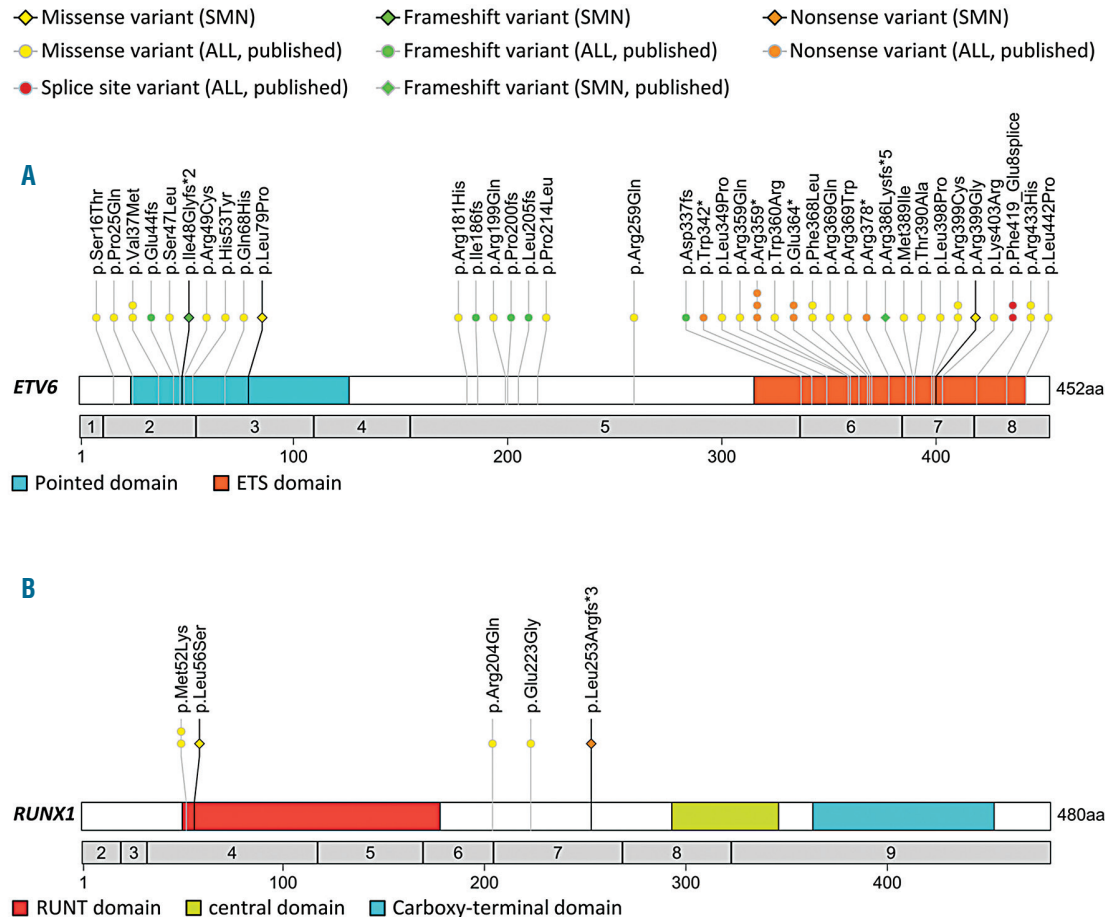 Missense variant (SMN) Frameshift variant (SMN) Nonsense variant (SMN)
Missense variant (ALL, published) Frameshift variant (ALL, published) Nonsense variant (ALL, published)
Splice site variant (ALL, published) Frameshift variant (SMN, published)
A
p.Ser16Thr
p.Pro25Gln
p.Val37Met
p.Glu44fs
p.Ser47Leu
p.Ile48Glyfs*2
p.Arg49Cys
p.His53Tyr
p.Gln68His
p.Leu79Pro
p.Arg181His
p.Ile186fs
p.Arg199Gln
p.Pro200fs
p.Leu205fs
p.Pro214Leu
p.Arg259Gln
p.Asp337fs
p.Trp342*
p.Leu349Pro
p.Arg359Gln
p.Arg359*
p.Trp360Arg
p.Glu364*
p.Phe368Leu
p.Arg369Gln
p.Arg369Trp
p.Arg378*
p.Arg386Lysfs*5
p.Met389Ile
p.Thr390Ala
p.Leu398Pro
p.Arg399Cys
p.Arg399Gly
p.Lys403Arg
p.Phe419_Glu8splice
p.Arg433His
p.Leu442Pro
ETV6 452aa
1 2 3 4 5 6 7 8
1 100 200 300 400
Pointed domain ETS domain
B
p.Met52Lys
p.Leu56Ser
p.Arg204Gln
p.Glu223Gly
p.Leu253Argfs*3
RUNX1 480aa
2 3 4 5 6 7 8 9
1 100 200 300 400
RUNT domain central domain Carboxy-terminal domain